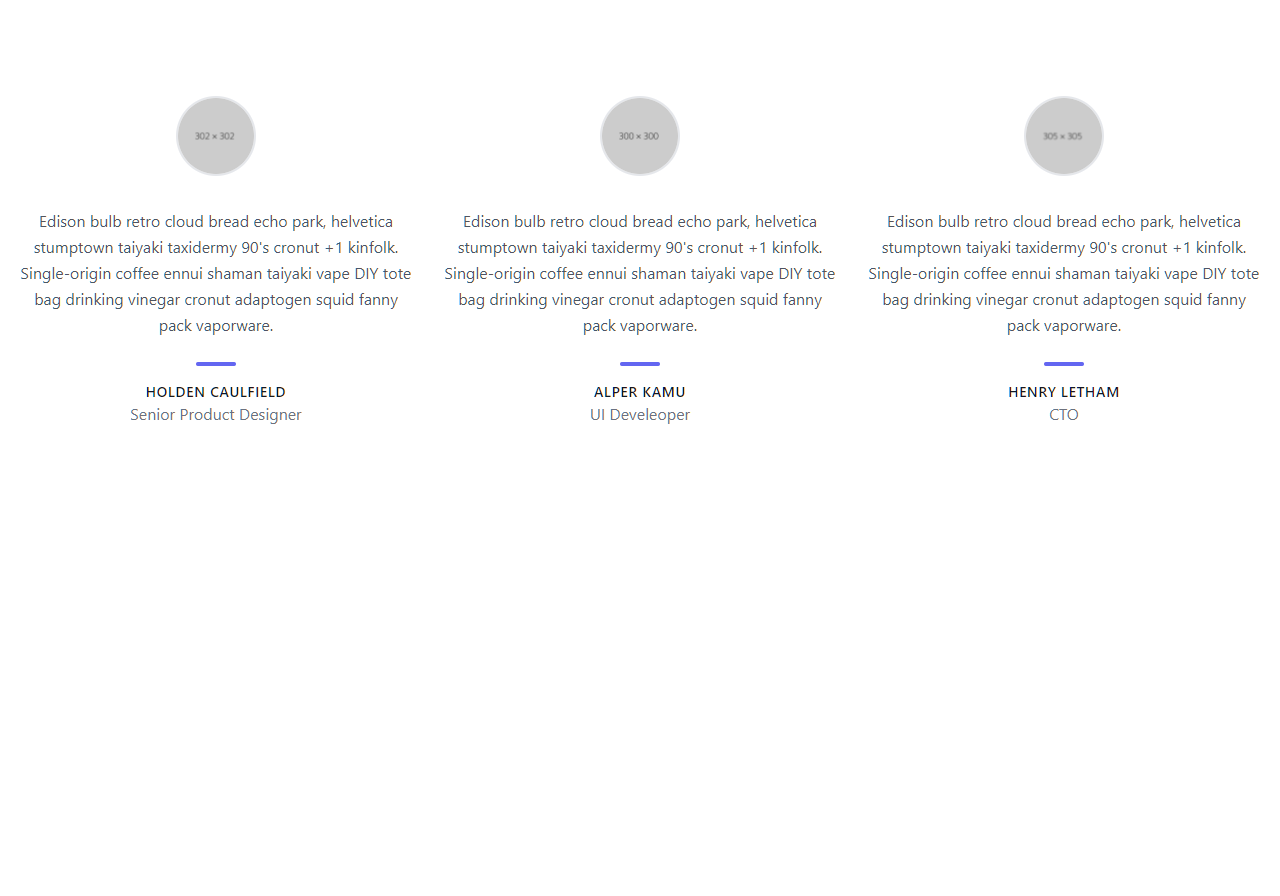 302 × 302
Edison bulb retro cloud bread echo park, helvetica
stumptown taiyaki taxidermy 90's cronut +1 kinfolk.
Single-origin coffee ennui shaman taiyaki vape DIY tote
bag drinking vinegar cronut adaptogen squid fanny
pack vaporware.
HOLDEN CAULFIELD
Senior Product Designer
300 × 300
Edison bulb retro cloud bread echo park, helvetica
stumptown taiyaki taxidermy 90's cronut +1 kinfolk.
Single-origin coffee ennui shaman taiyaki vape DIY tote
bag drinking vinegar cronut adaptogen squid fanny
pack vaporware.
ALPER KAMU
UI Develeoper
305 × 305
Edison bulb retro cloud bread echo park, helvetica
stumptown taiyaki taxidermy 90's cronut +1 kinfolk.
Single-origin coffee ennui shaman taiyaki vape DIY tote
bag drinking vinegar cronut adaptogen squid fanny
pack vaporware.
HENRY LETHAM
CTO